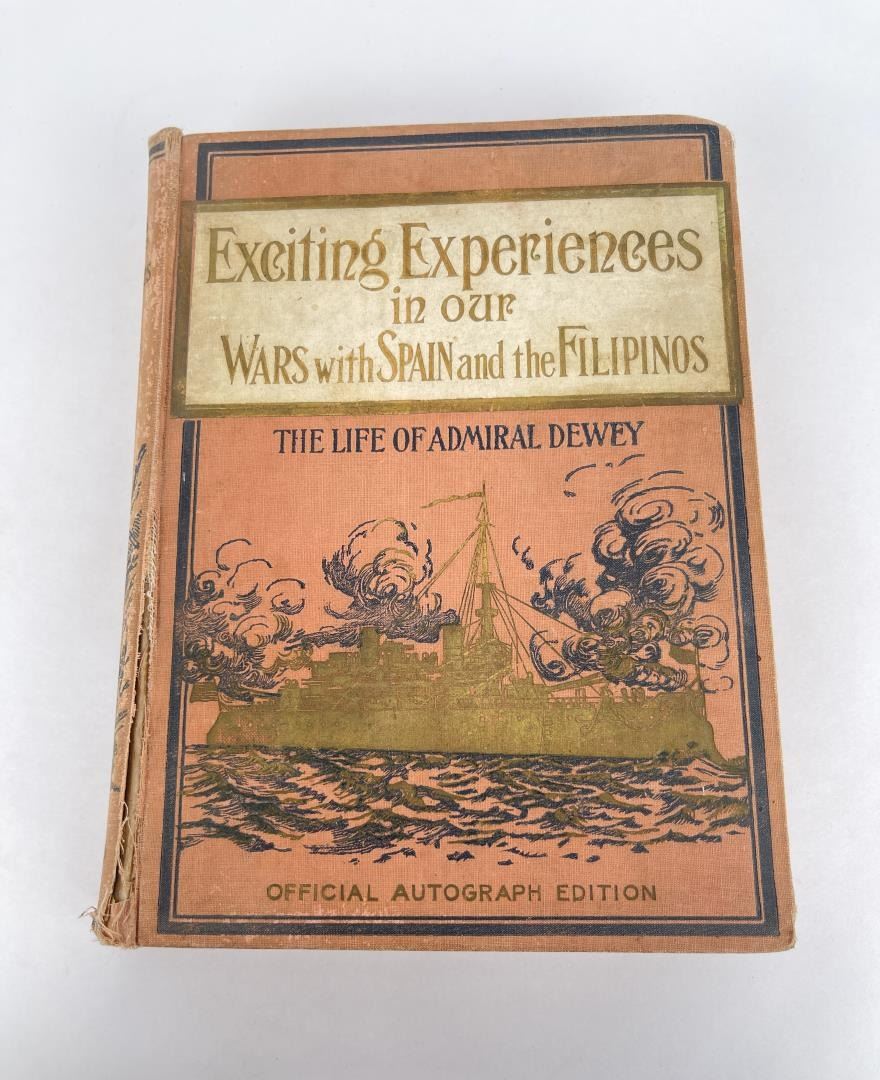 Exciting Experiences
in our
WARS with SPAIN and the FILIPINOS
THE LIFE OF ADMIRAL DEWEY
OFFICIAL AUTOGRAPH EDITION